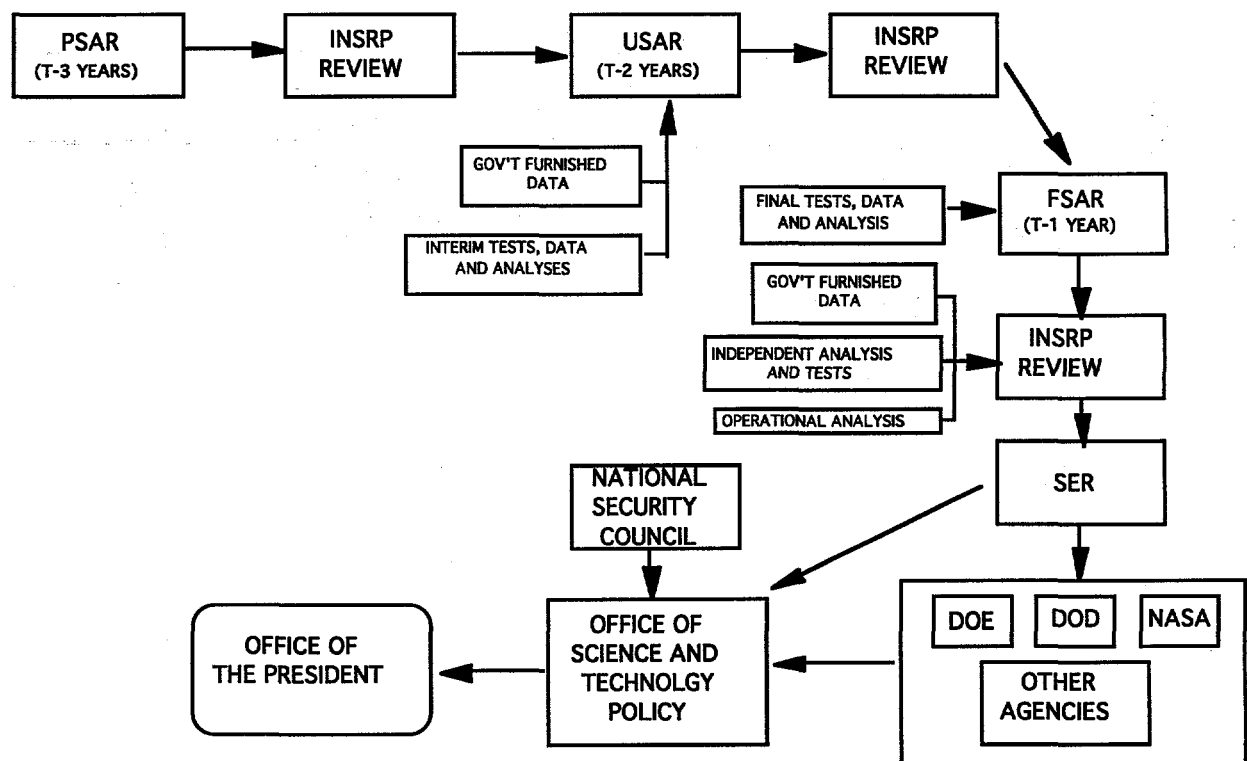 PSAR
(T-3 YEARS)
INSRP
REVIEW
USAR
(T-2 YEARS)
INSRP
REVIEW
GOV'T FURNISHED
DATA
INTERIM TESTS, DATA
AND ANALYSES
FINAL TESTS, DATA
AND ANALYSIS
FSAR
(T-1 YEAR)
GOV'T FURNISHED
DATA
INDEPENDENT ANALYSIS
AND TESTS
OPERATIONAL ANALYSIS
INSRP
REVIEW
SER
NATIONAL
SECURITY
COUNCIL
DOE
DOD
NASA
OTHER
AGENCIES
OFFICE OF
SCIENCE AND
TECHNOLGY
POLICY
OFFICE OF
THE PRESIDENT